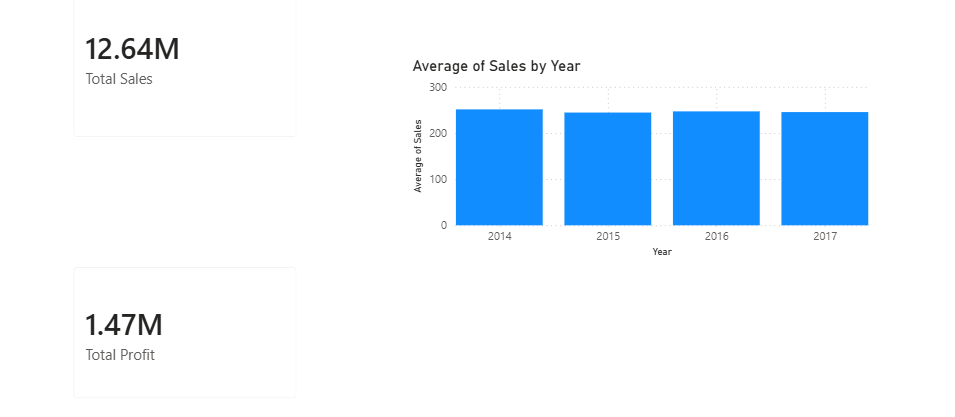 12.64M
Total Sales
Average of Sales by Year
300
200
100
0
Average of Sales
2014 2015 2016 2017
Year
1.47M
Total Profit